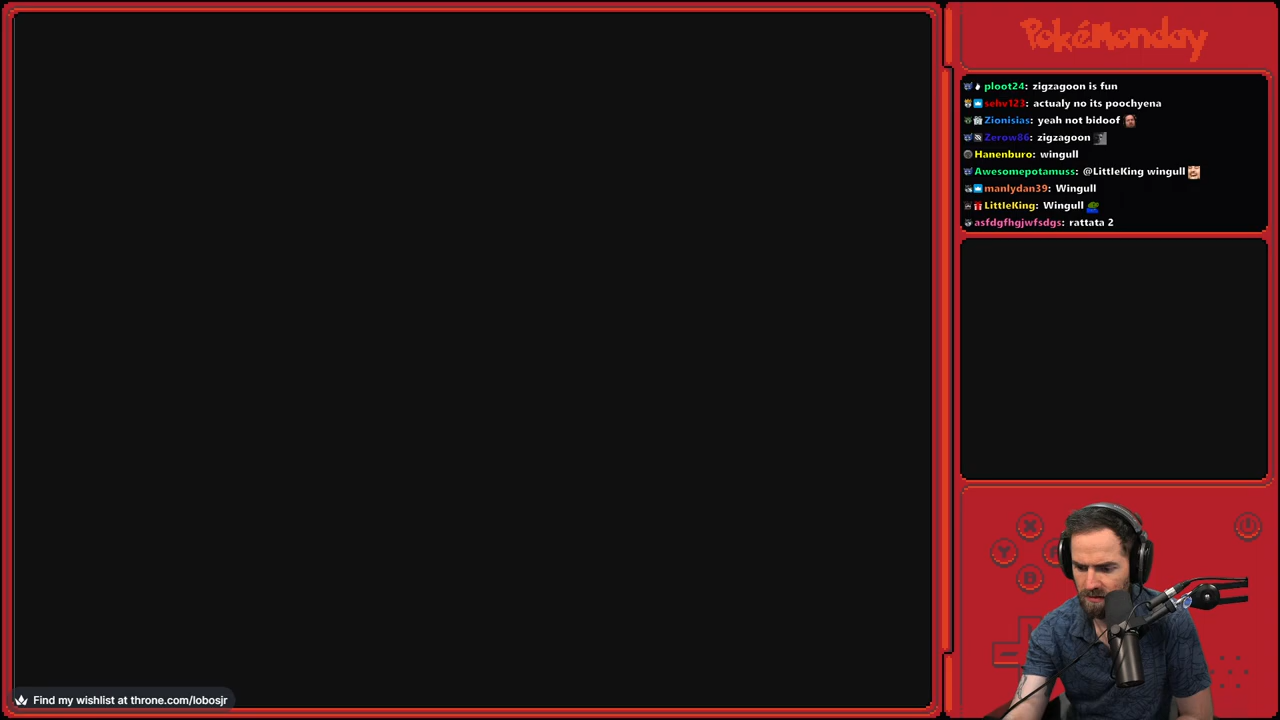 PokéMonday
ploot24: zigzagoon is fun
sehv123: actualy no its poochyena
Zionisias: yeah not bidoof
Zerow86: zigzagoon
Hanenburo: wingull
Awesomepotamuss: @LittleKing wingull
manlydan39: Wingull
LittleKing: Wingull
asfdgfhgjwfsdgs: rattata 2
X
Y
B
Find my wishlist at throne.com/lobosjr